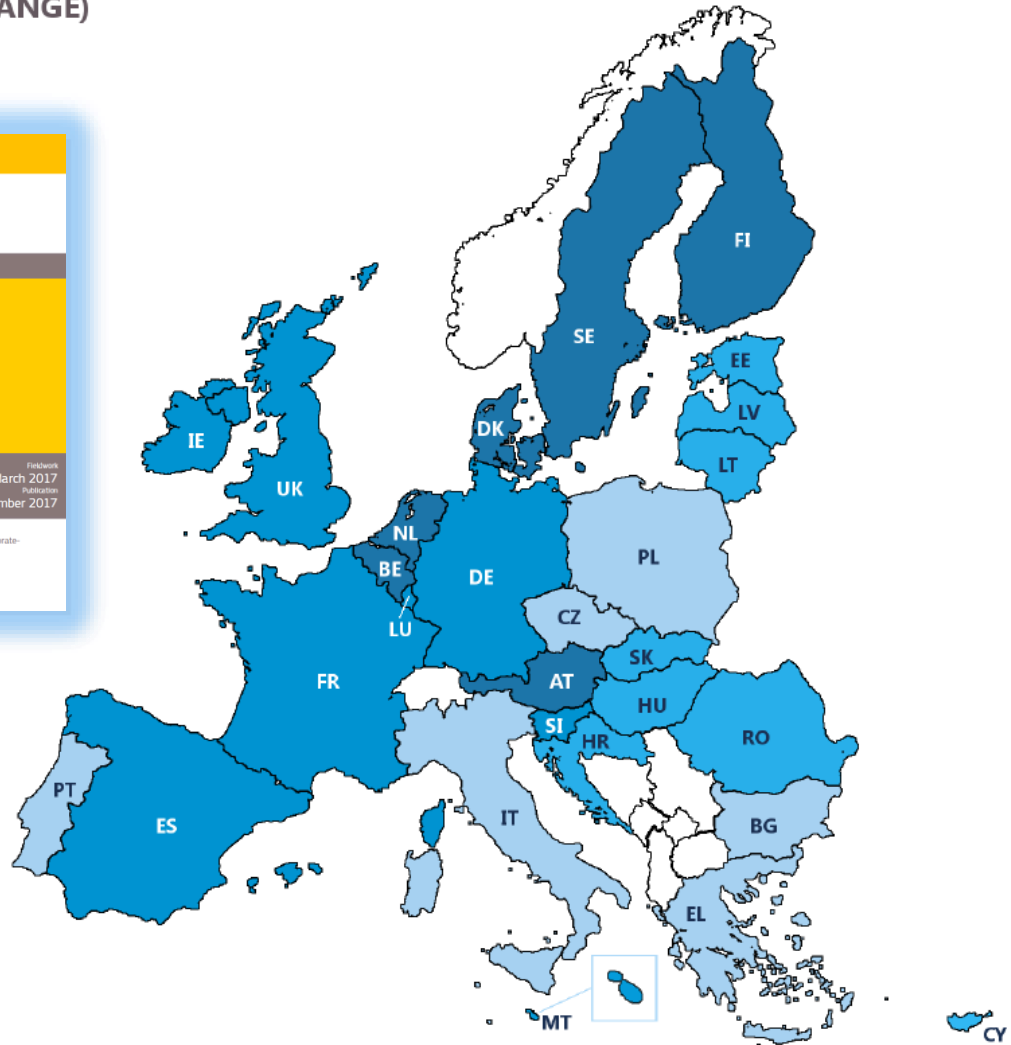 ANGE)
Fieldwork
March 2017
Publication
mber 2017
orate-
FI
SE
EE
LV
LT
DK
IE
UK
NL
BE
DE
PL
LU
CZ
SK
AT
FR
HU
SI
HR
RO
PT
ES
IT
BG
EL
MT
CY